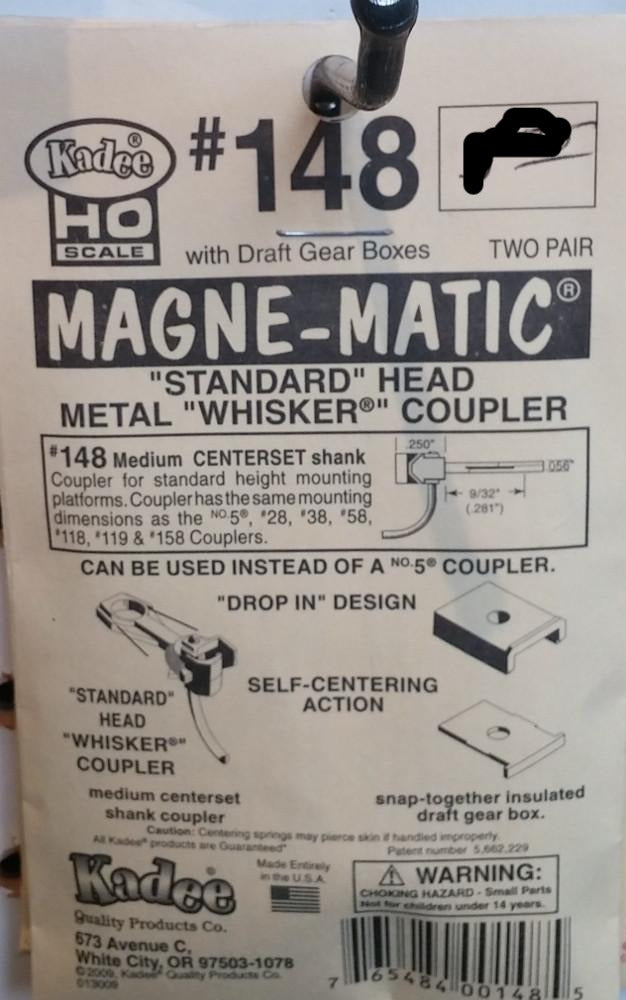 Kadee®
HO
SCALE
#148
with Draft Gear Boxes
TWO PAIR
MAGNE-MATIC®
"STANDARD" HEAD
METAL "WHISKER®" COUPLER
#148 Medium CENTERSET shank
Coupler for standard height mounting
platforms. Coupler has the same mounting
dimensions as the NO.5®, #28, #38, #58,
#118, #119 & #158 Couplers.
.250"
.056"
9/32"
(.281")
CAN BE USED INSTEAD OF A NO.5® COUPLER.
"DROP IN" DESIGN
SELF-CENTERING
ACTION
"STANDARD"
HEAD
"WHISKER®"
COUPLER
medium centerset
shank coupler
snap-together insulated
draft gear box.
Caution: Centering springs may pierce skin if handled improperly.
All Kadee® products are Guaranteed"
Patent number 5,662,229
Kadee®
Quality Products Co.
673 Avenue C,
White City, OR 97503-1078
©2009, Kadee® Quality Products Co.
013009
Made Entirely
in the U.S.A.
WARNING:
CHOKING HAZARD - Small Parts
Not for children under 14 years.
7 65484 00148 5